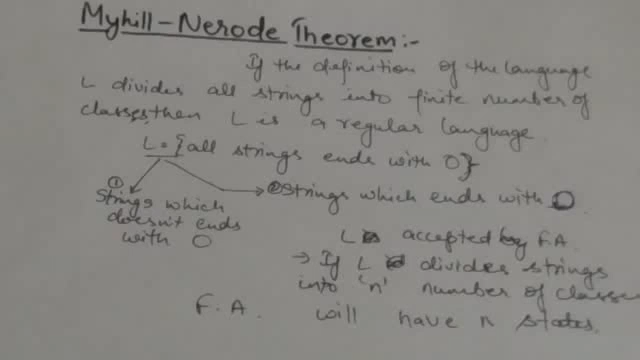 Myhill-Nerode Theorem:-
If the definition of the language
L divides all strings into finite number of
classes, then L is a regular language.
L = {all strings ends with 0}
① Strings which doesn't ends with 0
② Strings which ends with 0
L accepted by F.A.
→ If L divides strings
into 'n' number of classes
F.A. will have n states.